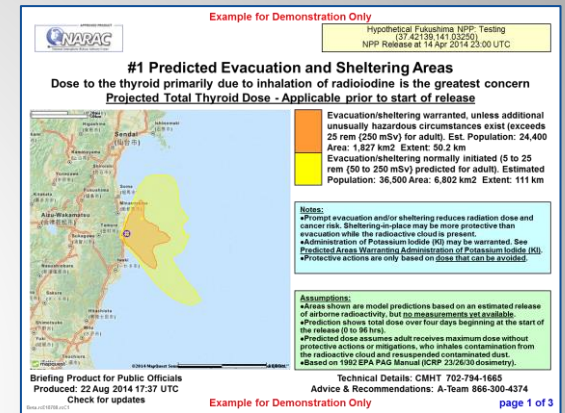 Example for Demonstration Only
NARAC
Hypothetical Fukushima NPP: Testing
(37.42139,141.03250)
NPP Release at 14 Apr 2014 23:00 UTC
#1 Predicted Evacuation and Sheltering Areas
Dose to the thyroid primarily due to inhalation of radioiodine is the greatest concern
Projected Total Thyroid Dose - Applicable prior to start of release
Evacuation/sheltering warranted, unless additional
unusually hazardous circumstances exist (exceeds
25 rem {250 mSv} for adult). Est. Population: 24,400
Area: 1,827 km2 Extent: 50.2 km
Evacuation/sheltering normally initiated (5 to 25
rem {50 to 250 mSv} predicted for adult). Estimated
Population: 36,500 Area: 6,802 km2 Extent: 111 km
Sendai
Fukushima
Soma
Aizu-Wakamatsu
Iwaki
Notes:
●Prompt evacuation and/or sheltering reduces radiation dose and
cancer risk. Sheltering-in-place may be more protective than
evacuation while the radioactive cloud is present.
●Administration of Potassium Iodide (KI) may be warranted. See
Predicted Areas Warranting Administration of Potassium Iodide (KI).
●Protective actions are only based on dose that can be avoided.
Assumptions:
●Areas shown are model predictions based on an estimated release
of airborne radioactivity, but no measurements yet available.
●Prediction shows total dose over four days beginning at the start of
the release (0 to 96 hrs).
●Predicted dose assumes adult receives maximum dose without
protective actions or mitigations, who inhales contamination from
the radioactive cloud and resuspended contaminated dust.
●Based on 1992 EPA PAG Manual (ICRP 23/26/30 dosimetry).
mapquest
Briefing Product for Public Officials
Produced: 22 Aug 2014 17:37 UTC
Check for updates
Technical Details: CMHT 702-794-1665
Advice & Recommendations: A-Team 866-300-4374
Example for Demonstration Only
page 1 of 3